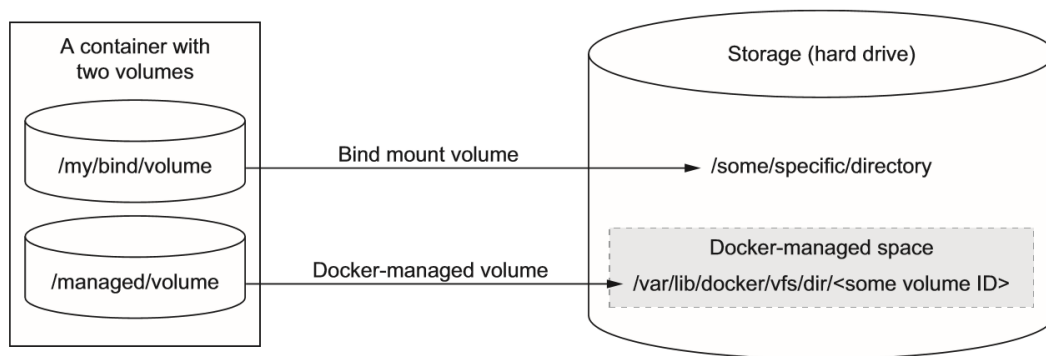 A container with
two volumes
Storage (hard drive)
/my/bind/volume
Bind mount volume
/some/specific/directory
Docker-managed space
/managed/volume
Docker-managed volume
/var/lib/docker/vfs/dir/<some volume ID>